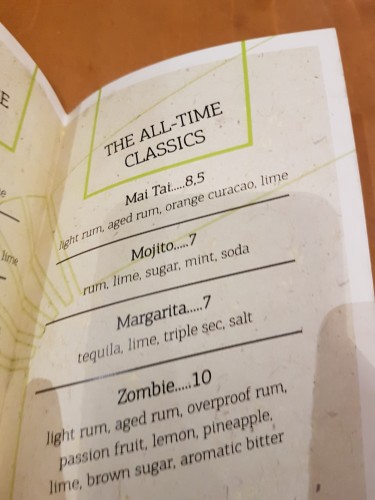 E
THE ALL-TIME
CLASSICS
Mai Tai.....8,5
light rum, aged rum, orange curacao, lime
Mojito.....7
rum, lime, sugar, mint, soda
lime
Margarita.....7
tequila, lime, triple sec, salt
Zombie.....10
light rum, aged rum, overproof rum,
passion fruit, lemon, pineapple,
lime, brown sugar, aromatic bitter